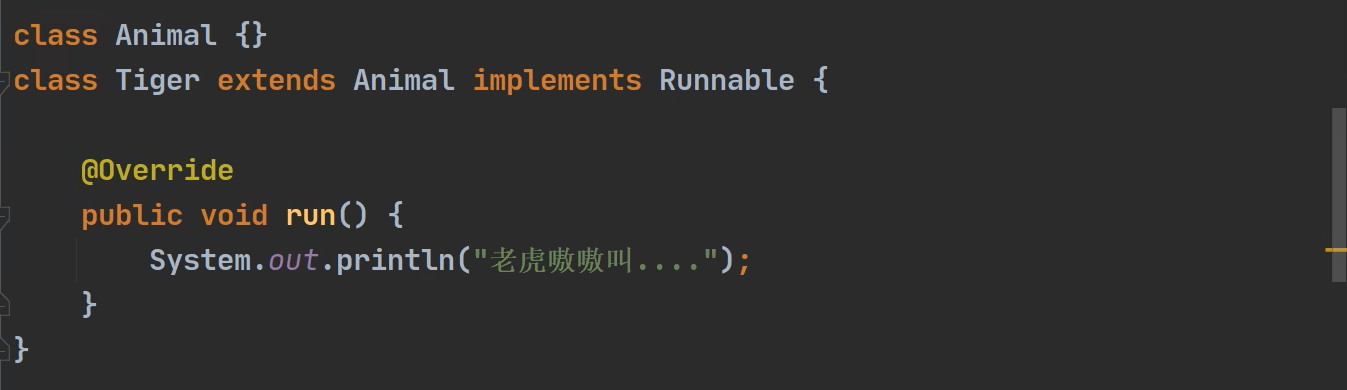 class Animal {}
class Tiger extends Animal implements Runnable {
@Override
public void run() {
System.out.println("老虎嗷嗷叫....");
}
}